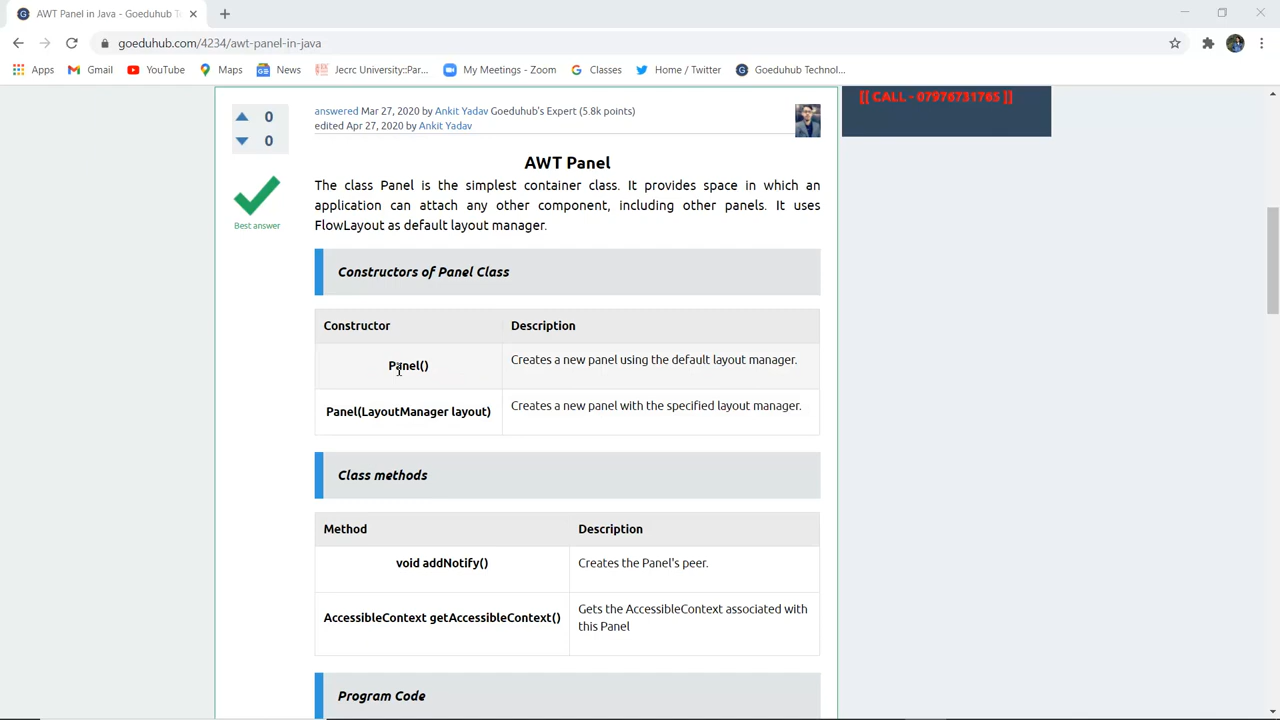 AWT Panel in Java - Goeduhub T
goeduhub.com/4234/awt-panel-in-java
Apps Gmail YouTube Maps News Jecrc University::Par... My Meetings - Zoom Classes Home / Twitter Goeduhub Technol...
[[ CALL - 07976731765 ]]
0
0
Best answer
answered Mar 27, 2020 by Ankit Yadav Goeduhub's Expert (5.8k points)
edited Apr 27, 2020 by Ankit Yadav
AWT Panel
The class Panel is the simplest container class. It provides space in which an
application can attach any other component, including other panels. It uses
FlowLayout as default layout manager.
Constructors of Panel Class
Constructor Description
Panel() Creates a new panel using the default layout manager.
Panel(LayoutManager layout) Creates a new panel with the specified layout manager.
Class methods
Method Description
void addNotify() Creates the Panel's peer.
AccessibleContext getAccessibleContext() Gets the AccessibleContext associated with
this Panel
Program Code